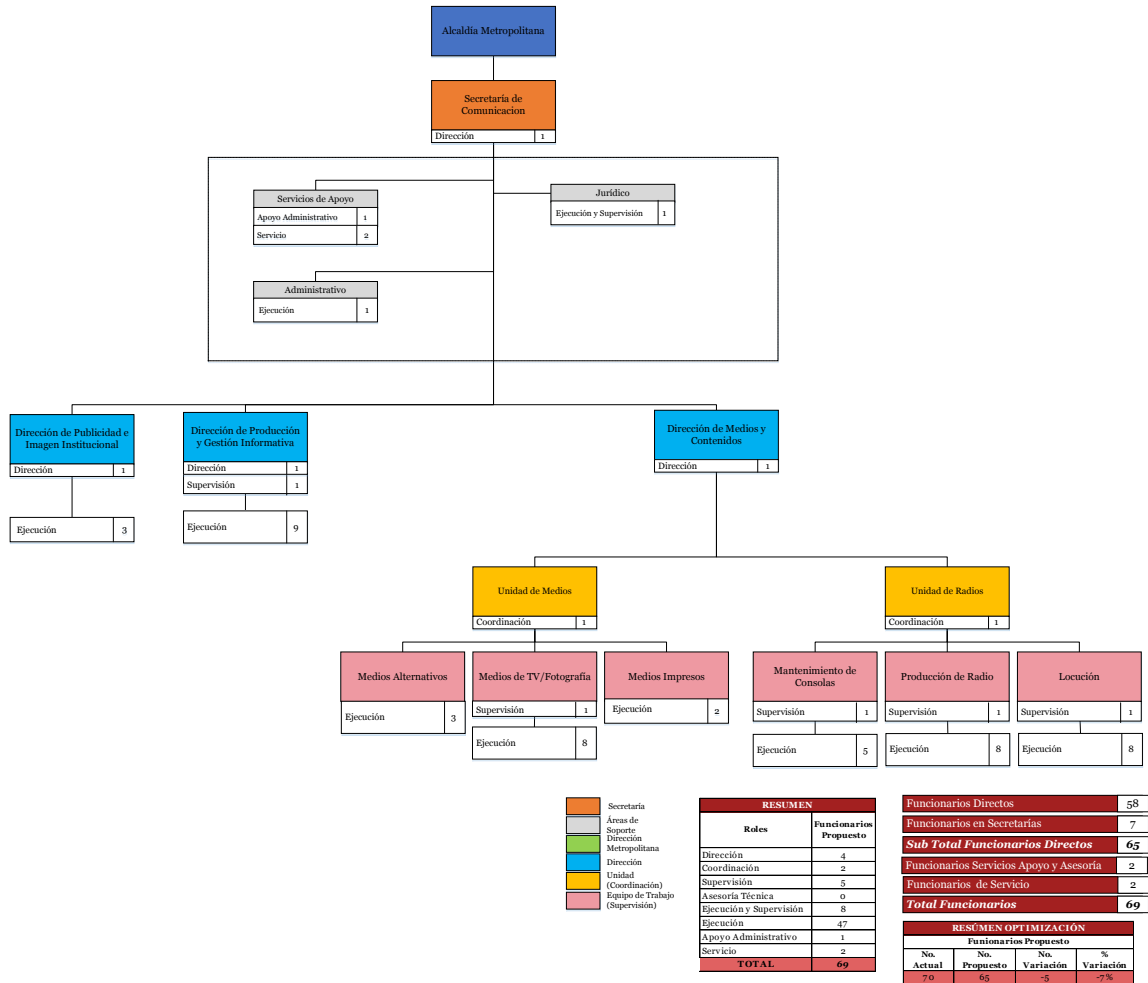 Alcaldía Metropolitana
Secretaría de
Comunicacion
Dirección 1
Servicios de Apoyo
Apoyo Administrativo 1
Servicio 2
Jurídico
Ejecución y Supervisión 1
Administrativo
Ejecución 1
Dirección de Publicidad e
Imagen Institucional
Dirección 1
Ejecución 3
Dirección de Producción
y Gestión Informativa
Dirección 1
Supervisión 1
Ejecución 9
Dirección de Medios y
Contenidos
Dirección 1
Unidad de Medios
Coordinación 1
Unidad de Radios
Coordinación 1
Medios Alternativos
Ejecución 3
Medios de TV/Fotografía
Supervisión 1
Ejecución 8
Medios Impresos
Ejecución 2
Mantenimiento de
Consolas
Supervisión 1
Ejecución 5
Producción de Radio
Supervisión 1
Ejecución 8
Locución
Supervisión 1
Ejecución 8
Secretaría
Áreas de
Soporte
Dirección
Metropolitana
Dirección
Unidad
(Coordinación)
Equipo de Trabajo
(Supervisión)
RESUMEN
Roles Funcionarios
Propuesto
Dirección 4
Coordinación 2
Supervisión 5
Asesoría Técnica 0
Ejecución y Supervisión 8
Ejecución 47
Apoyo Administrativo 1
Servicio 2
TOTAL 69
Funcionarios Directos 58
Funcionarios en Secretarías 7
Sub Total Funcionarios Directos 65
Funcionarios Servicios Apoyo y Asesoría 2
Funcionarios de Servicio 2
Total Funcionarios 69
RESÚMEN OPTIMIZACIÓN
Funionarios Propuesto
No. No. No. %
Actual Propuesto Variación Variación
70 65 -5 -7%